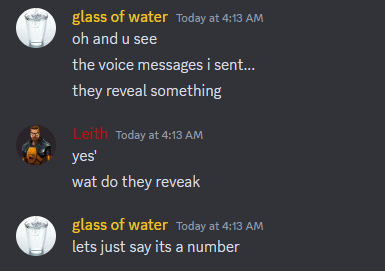 glass of water Today at 4:13 AM
oh and u see
the voice messages i sent...
they reveal something
Leith Today at 4:13 AM
yes'
wat do they reveak
glass of water Today at 4:13 AM
lets just say its a number